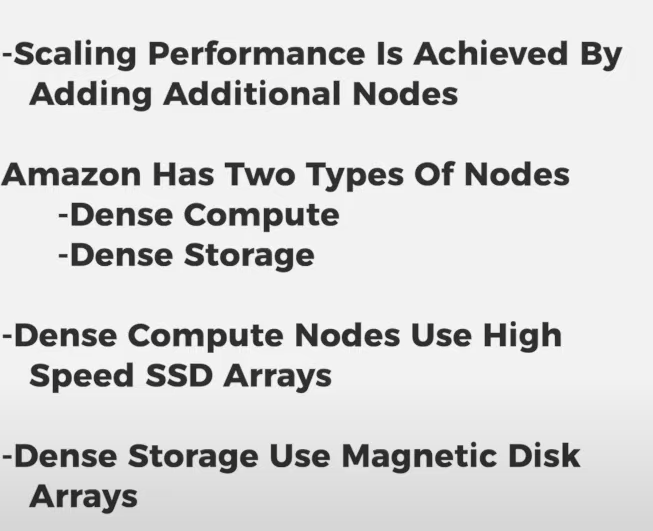 -Scaling Performance Is Achieved By
Adding Additional Nodes
Amazon Has Two Types Of Nodes
-Dense Compute
-Dense Storage
-Dense Compute Nodes Use High
Speed SSD Arrays
-Dense Storage Use Magnetic Disk
Arrays